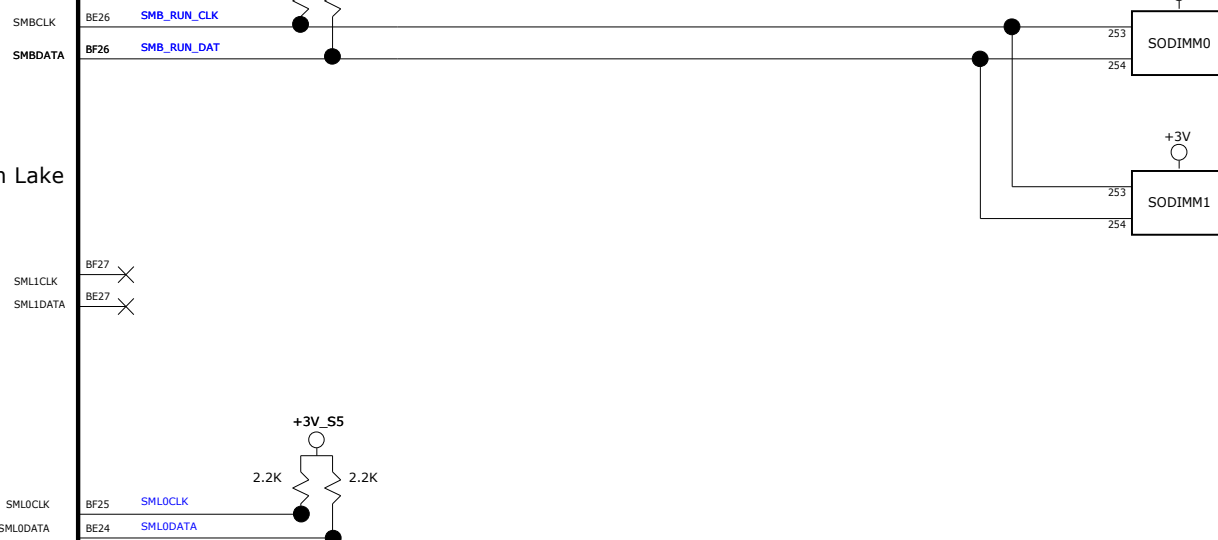 SMBCLK BE26 SMB_RUN_CLK
253
SODIMM0
SMBDATA BF26 SMB_RUN_DAT
254
+3V
n Lake
253
SODIMM1
254
BF27
SML1CLK
BE27
SML1DATA
+3V_S5
2.2K 2.2K
SML0CLK BF25 SML0CLK
SML0DATA BE24 SML0DATA